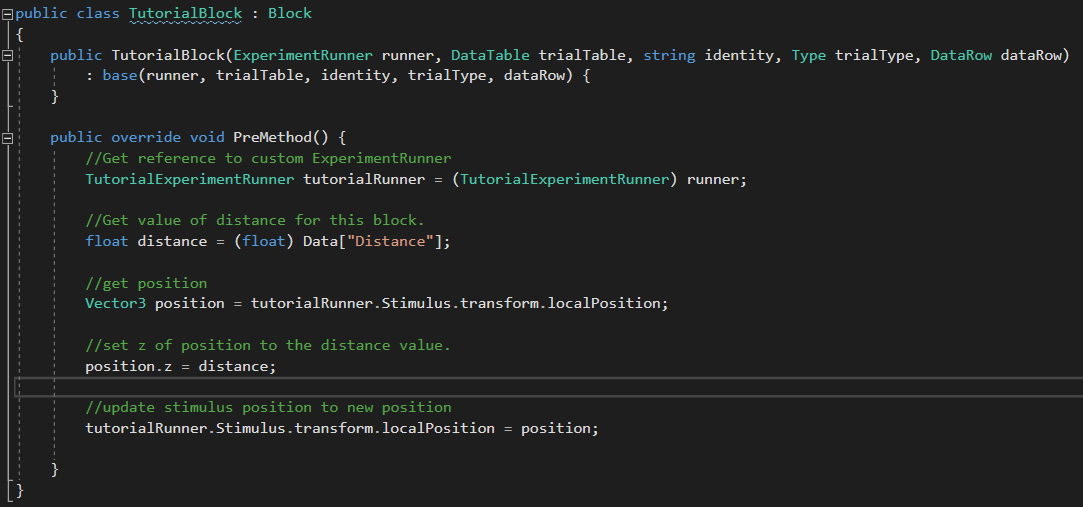 public class TutorialBlock : Block
{
    public TutorialBlock(ExperimentRunner runner, DataTable trialTable, string identity, Type trialType, DataRow dataRow)
        : base(runner, trialTable, identity, trialType, dataRow) {
    }

    public override void PreMethod() {
        //Get reference to custom ExperimentRunner
        TutorialExperimentRunner tutorialRunner = (TutorialExperimentRunner) runner;

        //Get value of distance for this block.
        float distance = (float) Data["Distance"];

        //get position
        Vector3 position = tutorialRunner.Stimulus.transform.localPosition;

        //set z of position to the distance value.
        position.z = distance;

        //update stimulus position to new position
        tutorialRunner.Stimulus.transform.localPosition = position;

    }
}